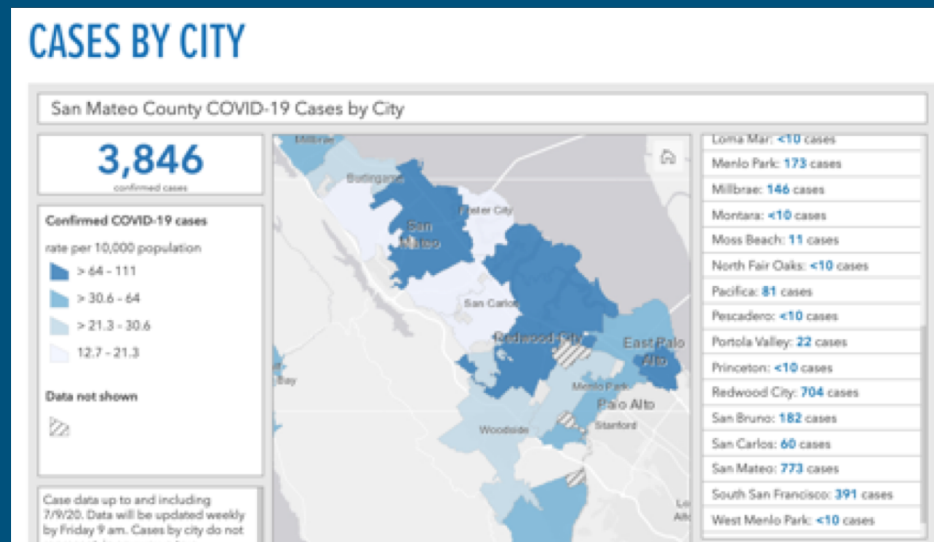 CASES BY CITY
San Mateo County COVID-19 Cases by City
3,846
confirmed cases
Confirmed COVID-19 cases
rate per 10,000 population
> 64 - 111
> 30.6 - 64
> 21.3 - 30.6
12.7 - 21.3
Data not shown
Case data up to and including
7/9/20. Data will be updated weekly
by Friday 9 am. Cases by city do not
Millbrae
Burlingame
Foster City
San
Mateo
San Carlos
Redwood City
East Palo
Alto
Menlo Park
Palo Alto
Stanford
Woodside
Bay
Loma Mar: <10 cases
Menlo Park: 173 cases
Millbrae: 146 cases
Montara: <10 cases
Moss Beach: 11 cases
North Fair Oaks: <10 cases
Pacifica: 81 cases
Pescadero: <10 cases
Portola Valley: 22 cases
Princeton: <10 cases
Redwood City: 704 cases
San Bruno: 182 cases
San Carlos: 60 cases
San Mateo: 773 cases
South San Francisco: 391 cases
West Menlo Park: <10 cases